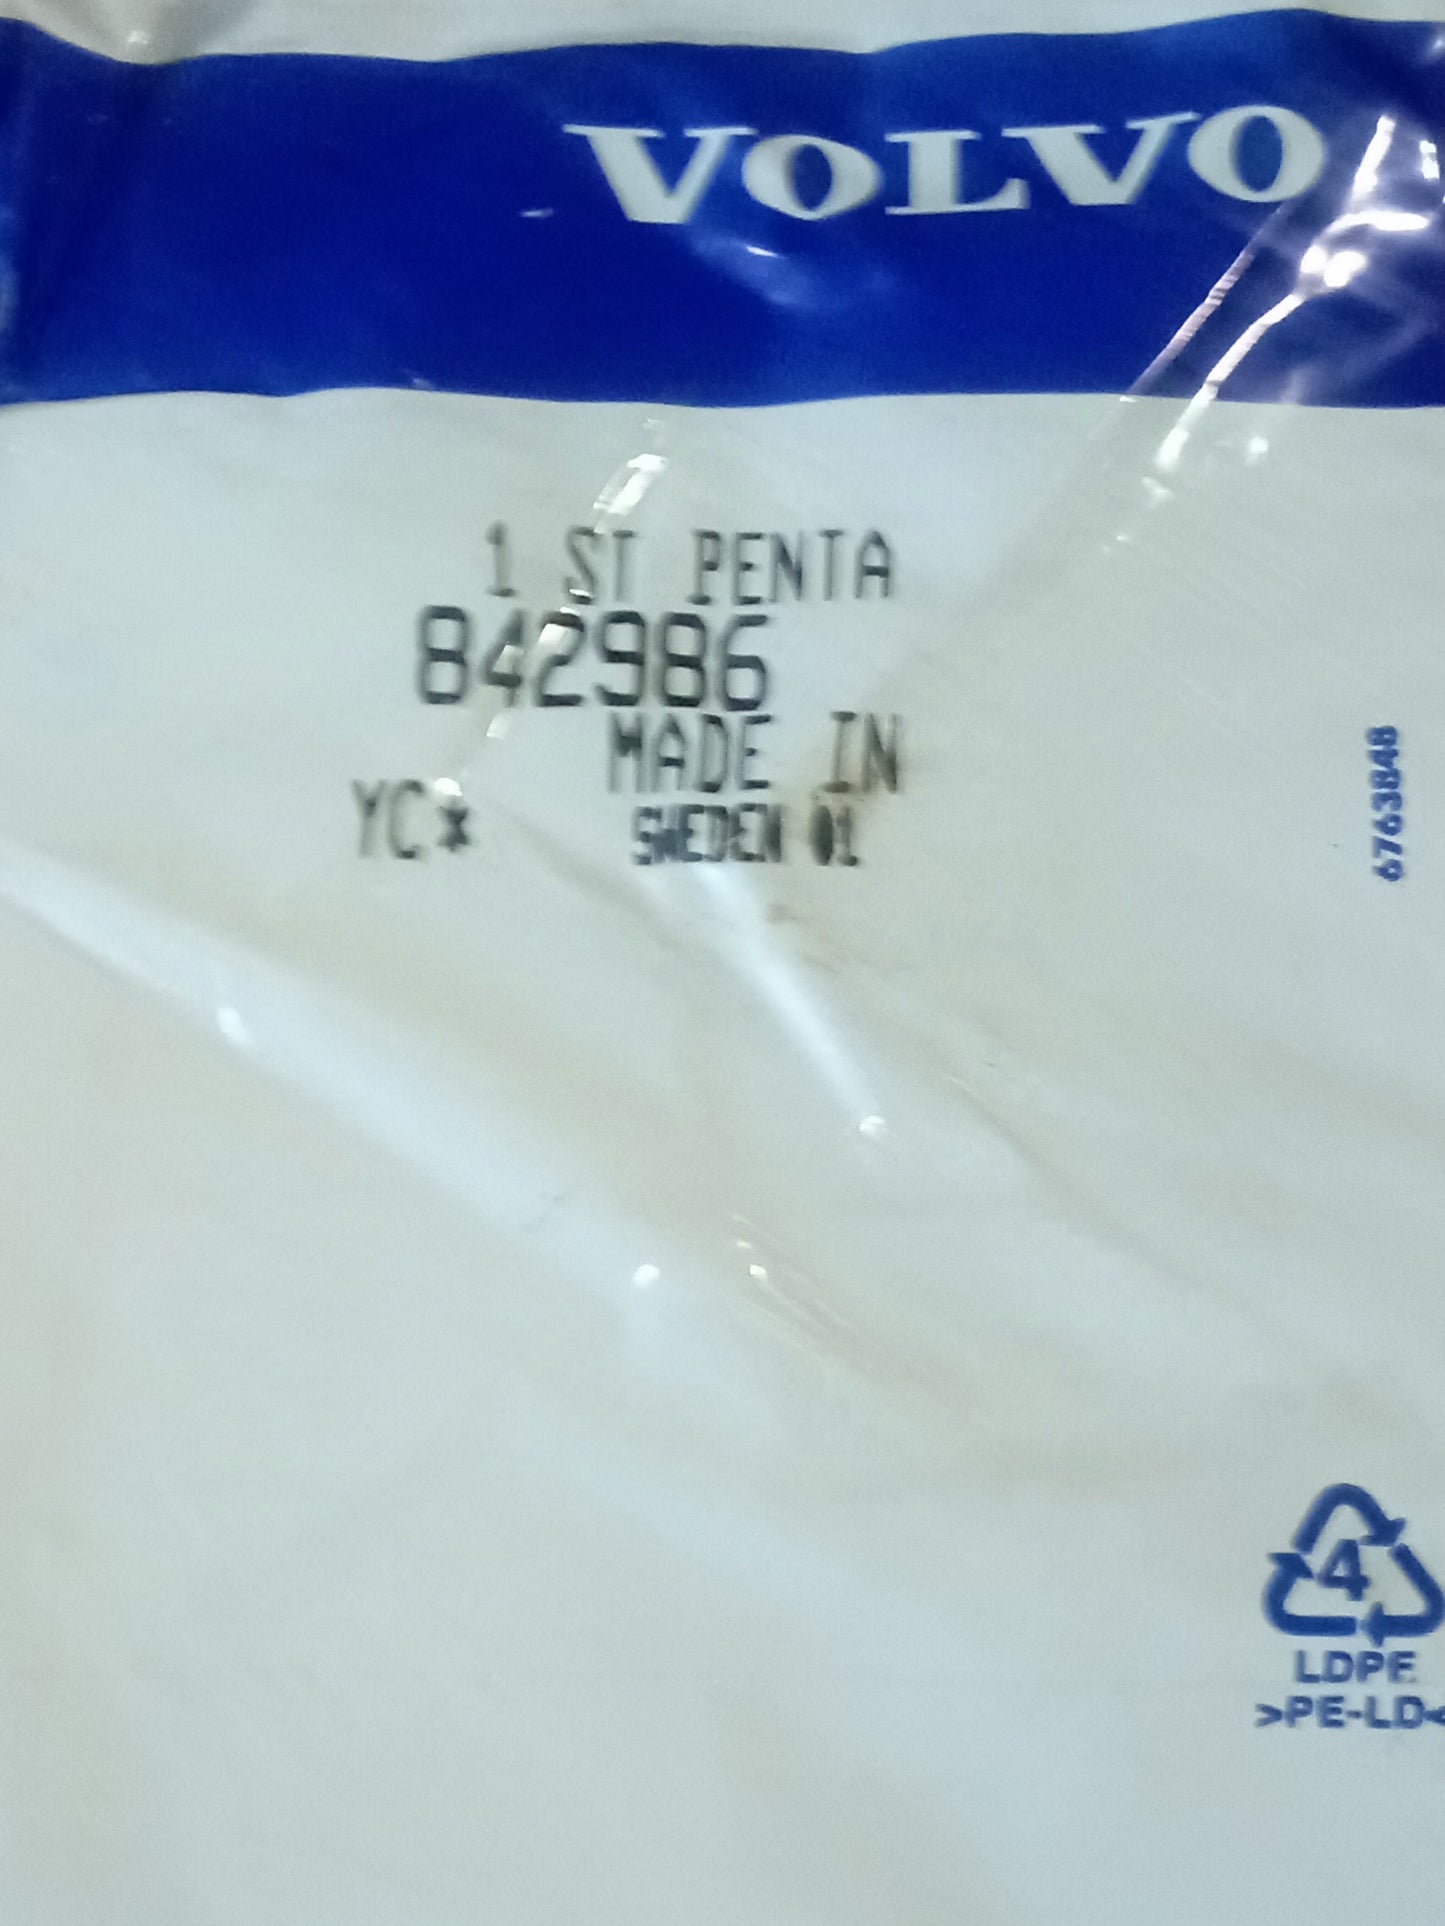 VOLVO
1 ST PENTA
842986
MADE IN
YC* SWEDEN 01
6763848
4
LDPE
>PE-LD<